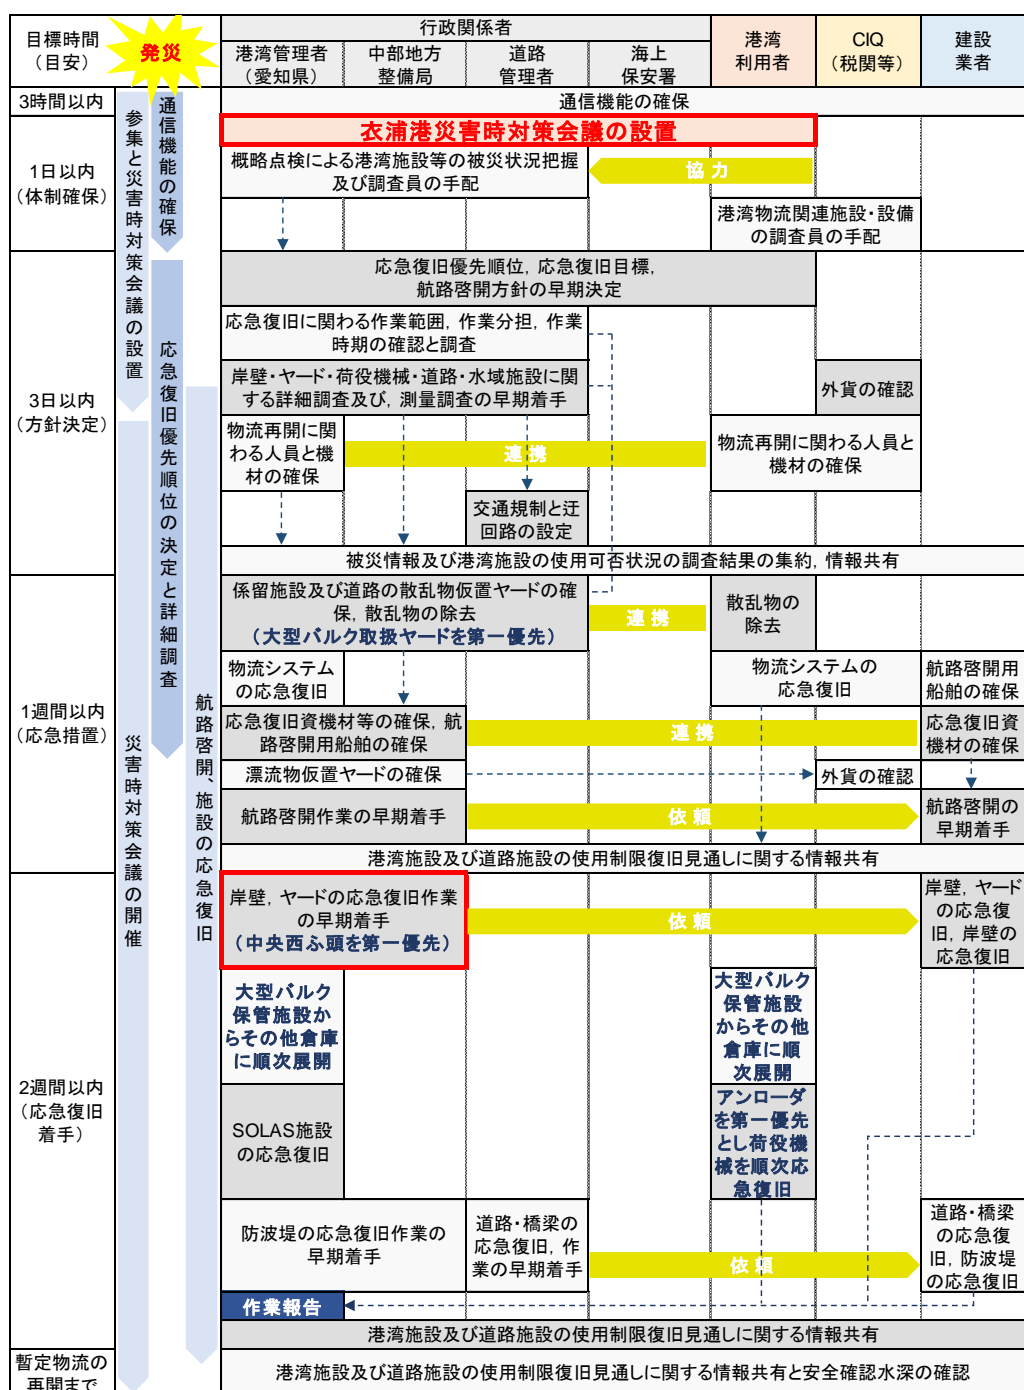 目標時間
（目安）
発災
行政関係者
港湾管理者
（愛知県）
中部地方
整備局
道路
管理者
海上
保安署
港湾
利用者
CIQ
（税関等）
建設
業者
3時間以内
通信機能の確保
参集と災害時対策会議の設置
通信機能の確保
1日以内
（体制確保）
衣浦港災害時対策会議の設置
概略点検による港湾施設等の被災状況把握
及び調査員の手配
協 力
港湾物流関連施設・設備
の調査員の手配
3日以内
（方針決定）
応急復旧優先順位の決定と詳細調査
応急復旧優先順位，応急復旧目標，
航路啓開方針の早期決定
応急復旧に関わる作業範囲，作業分担，作業
時期の確認と調査
岸壁・ヤード・荷役機械・道路・水域施設に関
する詳細調査及び，測量調査の早期着手
外貨の確認
物流再開に関
わる人員と機
材の確保
連 携
物流再開に関わる人員と
機材の確保
交通規制と迂
回路の設定
被災情報及び港湾施設の使用可否状況の調査結果の集約，情報共有
1週間以内
（応急措置）
災害時対策会議の開催
航路啓開、施設の応急復旧
係留施設及び道路の散乱物仮置ヤードの確
保，散乱物の除去
（大型バルク取扱ヤードを第一優先）
連 携
散乱物の
除去
物流システム
の応急復旧
物流システムの
応急復旧
航路啓開用
船舶の確保
応急復旧資機材等の確保，航
路啓開用船舶の確保
連 携
応急復旧資
機材の確保
漂流物仮置ヤードの確保
外貨の確認
航路啓開作業の早期着手
依 頼
航路啓開の
早期着手
港湾施設及び道路施設の使用制限復旧見通しに関する情報共有
2週間以内
（応急復旧
着手）
岸壁，ヤードの応急復旧作業
の早期着手
（中央西ふ頭を第一優先）
依 頼
岸壁，ヤード
の応急復
旧，岸壁の
応急復旧
大型バルク
保管施設か
らその他倉庫
に順次展開
大型バルク
保管施設
からその他
倉庫に順
次展開
SOLAS施設
の応急復旧
アンローダ
を第一優先
とし荷役機
械を順次応
急復旧
防波堤の応急復旧作業の
早期着手
道路・橋梁の
応急復旧，作
業の早期着手
依 頼
道路・橋梁
の応急復
旧，防波堤
の応急復旧
作業報告
港湾施設及び道路施設の使用制限復旧見通しに関する情報共有
暫定物流の
再開まで
港湾施設及び道路施設の使用制限復旧見通しに関する情報共有と安全確認水深の確認